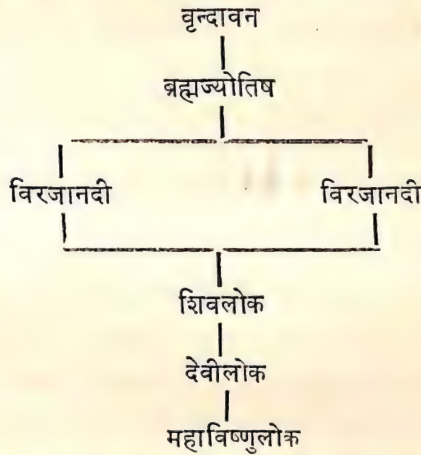 वृन्दावन
ब्रह्मज्योतिष
विरजानदी विरजानदी
शिवलोक
देवीलोक
महाविष्णुलोक